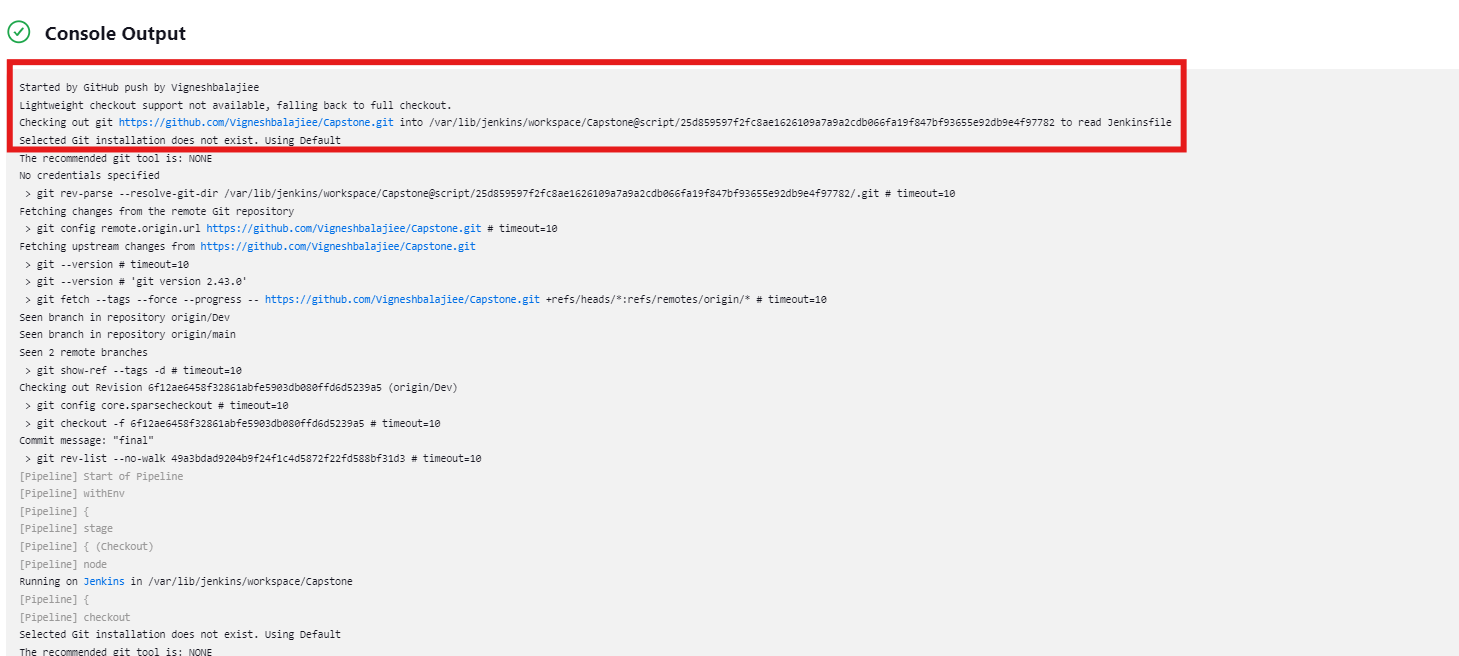 Console Output
Started by GitHub push by Vigneshbalajiee
Lightweight checkout support not available, falling back to full checkout.
Checking out git https://github.com/Vigneshbalajiee/Capstone.git into /var/lib/jenkins/workspace/Capstone@script/25d859597f2fc8ae1626109a7a9a2cdb066fa19f847bf93655e92db9e4f97782 to read Jenkinsfile
Selected Git installation does not exist. Using Default
The recommended git tool is: NONE
No credentials specified
> git rev-parse --resolve-git-dir /var/lib/jenkins/workspace/Capstone@script/25d859597f2fc8ae1626109a7a9a2cdb066fa19f847bf93655e92db9e4f97782/.git # timeout=10
Fetching changes from the remote Git repository
> git config remote.origin.url https://github.com/Vigneshbalajiee/Capstone.git # timeout=10
Fetching upstream changes from https://github.com/Vigneshbalajiee/Capstone.git
> git --version # timeout=10
> git --version # 'git version 2.43.0'
> git fetch --tags --force --progress -- https://github.com/Vigneshbalajiee/Capstone.git +refs/heads/*:refs/remotes/origin/* # timeout=10
Seen branch in repository origin/Dev
Seen branch in repository origin/main
Seen 2 remote branches
> git show-ref --tags -d # timeout=10
Checking out Revision 6f12ae6458f32861abfe5903db080ffd6d5239a5 (origin/Dev)
> git config core.sparsecheckout # timeout=10
> git checkout -f 6f12ae6458f32861abfe5903db080ffd6d5239a5 # timeout=10
Commit message: "final"
> git rev-list --no-walk 49a3bdad9204b9f24f1c4d5872f22fd588bf31d3 # timeout=10
[Pipeline] Start of Pipeline
[Pipeline] withEnv
[Pipeline] {
[Pipeline] stage
[Pipeline] { (Checkout)
[Pipeline] node
Running on Jenkins in /var/lib/jenkins/workspace/Capstone
[Pipeline] {
[Pipeline] checkout
Selected Git installation does not exist. Using Default
The recommended git tool is: NONE